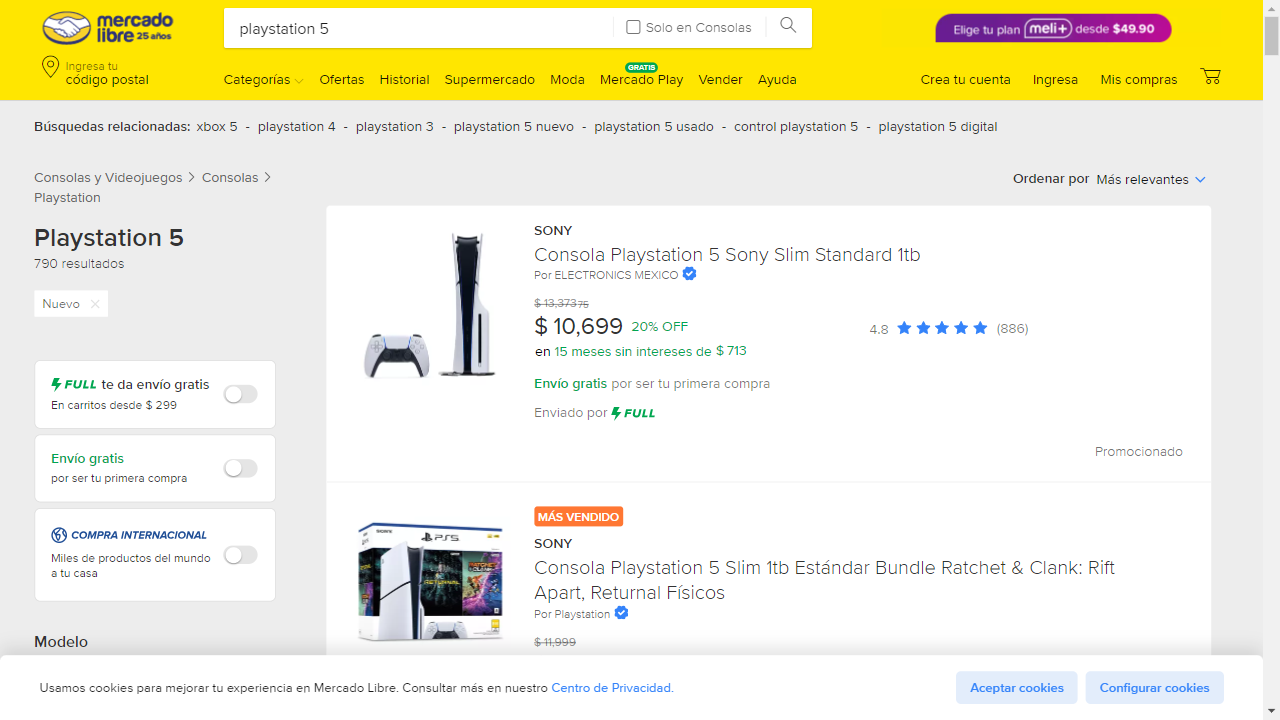 mercado
libre 25 años
playstation 5
Solo en Consolas
Elige tu plan meli+ desde $49.90
Ingresa tu
código postal
Categorías
Ofertas
Historial
Supermercado
Moda
GRATIS
Mercado Play
Vender
Ayuda
Crea tu cuenta
Ingresa
Mis compras
Búsquedas relacionadas: xbox 5 - playstation 4 - playstation 3 - playstation 5 nuevo - playstation 5 usado - control playstation 5 - playstation 5 digital
Consolas y Videojuegos > Consolas >
Playstation
Ordenar por Más relevantes
Playstation 5
790 resultados
Nuevo
FULL te da envío gratis
En carritos desde $ 299
Envío gratis
por ser tu primera compra
COMPRA INTERNACIONAL
Miles de productos del mundo
a tu casa
Modelo
SONY
Consola Playstation 5 Sony Slim Standard 1tb
Por ELECTRONICS MEXICO
$ 13,373 75
$ 10,699 20% OFF
4.8 (886)
en 15 meses sin intereses de $ 713
Envío gratis por ser tu primera compra
Enviado por FULL
Promocionado
MÁS VENDIDO
SONY
Consola Playstation 5 Slim 1tb Estándar Bundle Ratchet & Clank: Rift
Apart, Returnal Físicos
Por Playstation
$ 11,999
SONY
PS5
RETURNAL
Usamos cookies para mejorar tu experiencia en Mercado Libre. Consultar más en nuestro Centro de Privacidad.
Aceptar cookies
Configurar cookies